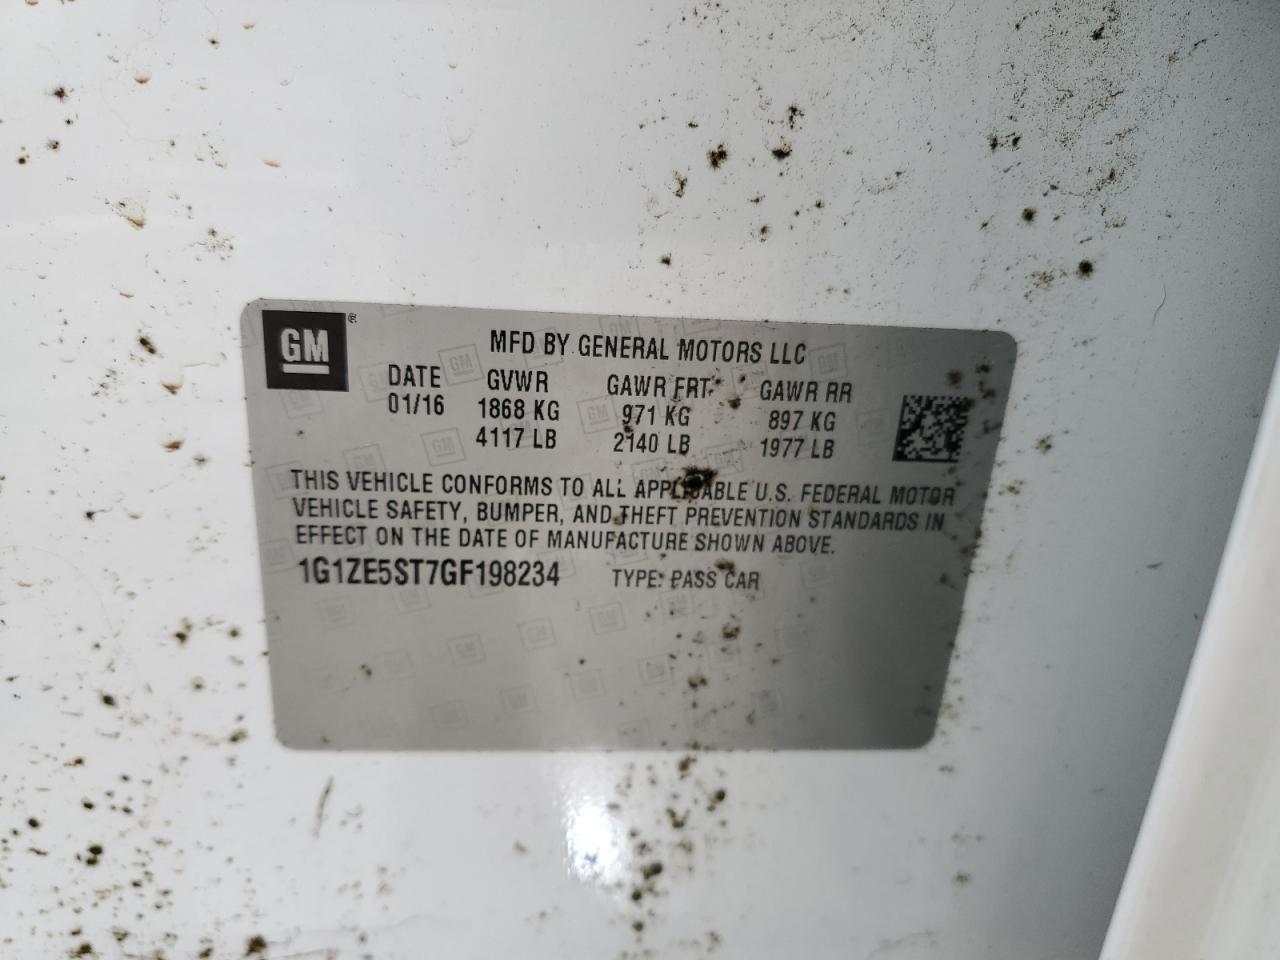 GM ®
MFD BY GENERAL MOTORS LLC
DATE GVWR GAWR FRT GAWR RR
01/16 1868 KG 971 KG 897 KG
4117 LB 2140 LB 1977 LB
THIS VEHICLE CONFORMS TO ALL APPLICABLE U.S. FEDERAL MOTOR
VEHICLE SAFETY, BUMPER, AND THEFT PREVENTION STANDARDS IN
EFFECT ON THE DATE OF MANUFACTURE SHOWN ABOVE.
1G1ZE5ST7GF198234 TYPE: PASS CAR